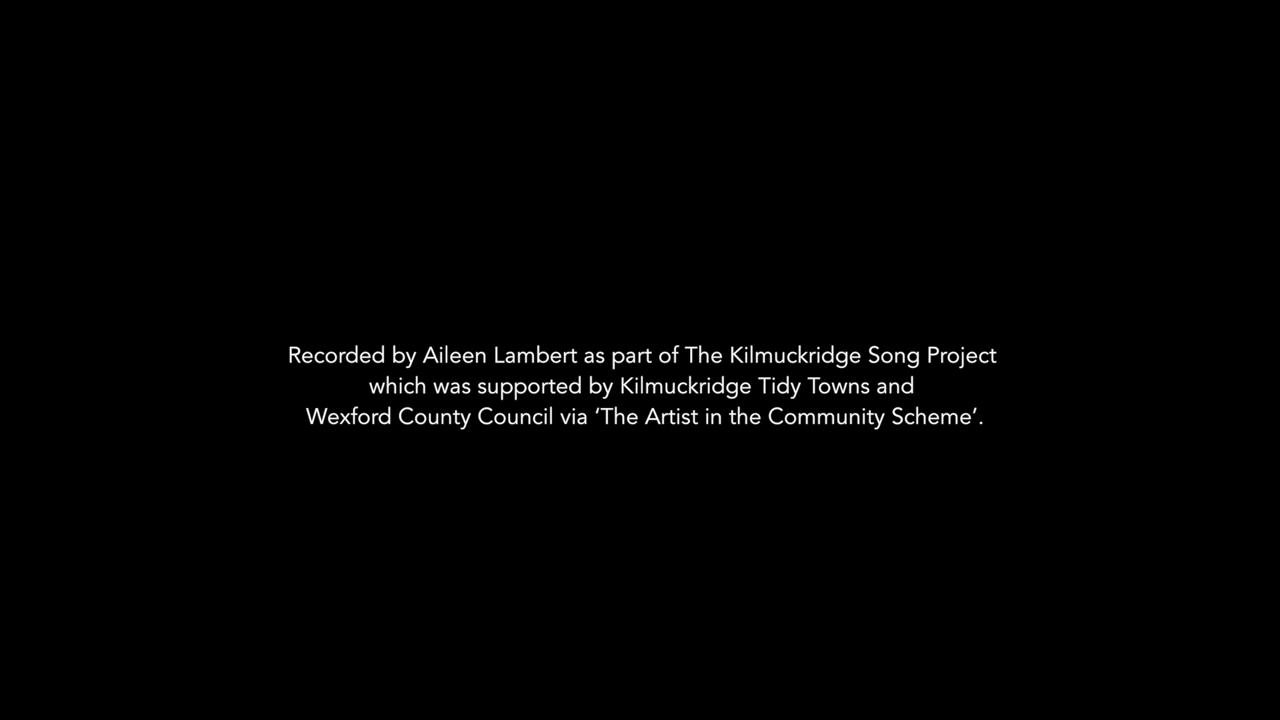 Recorded by Aileen Lambert as part of The Kilmuckridge Song Project
which was supported by Kilmuckridge Tidy Towns and
Wexford County Council via ‘The Artist in the Community Scheme’.